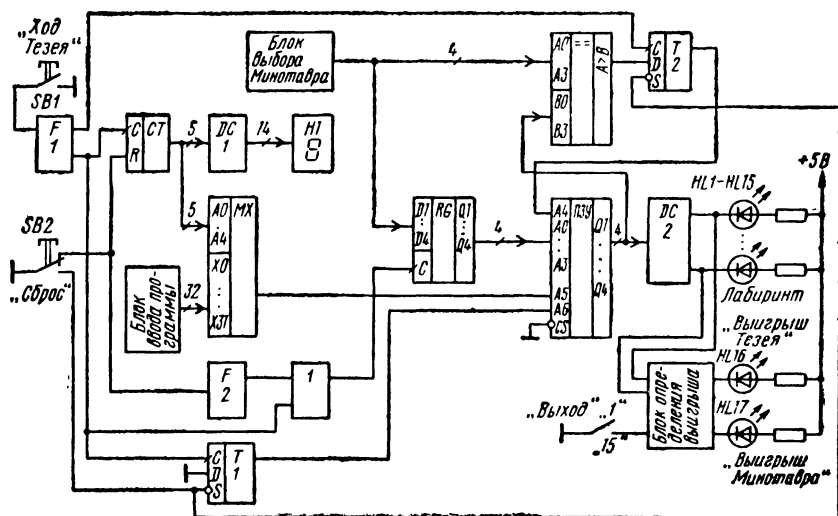 „Ход
Тезея"
SB1
F
1
C
R
CT
5
DC
1
14
H1
8
Блок
выбора
Минотавра
4
A0
A3
B0
B3
==
A>B
C
D
S
T
2
+5В
SB2
„Сброс"
5
A0
A4
X0
X31
MX
32
Блок
ввода про-
граммы
D1
D4
C
RG
Q1
Q4
4
A4
A0
A3
A5
A6
CS
ПЗУ
Q1
Q4
4
DC
2
HL1-HL15
Лабиринт
„Выигрыш
Тезея"
HL16
HL17
Блок опре-
деления
выигрыша
„Выход"
„1"
„15"
„Выигрыш
Минотавра"
F
2
1
C
D
S
T
1